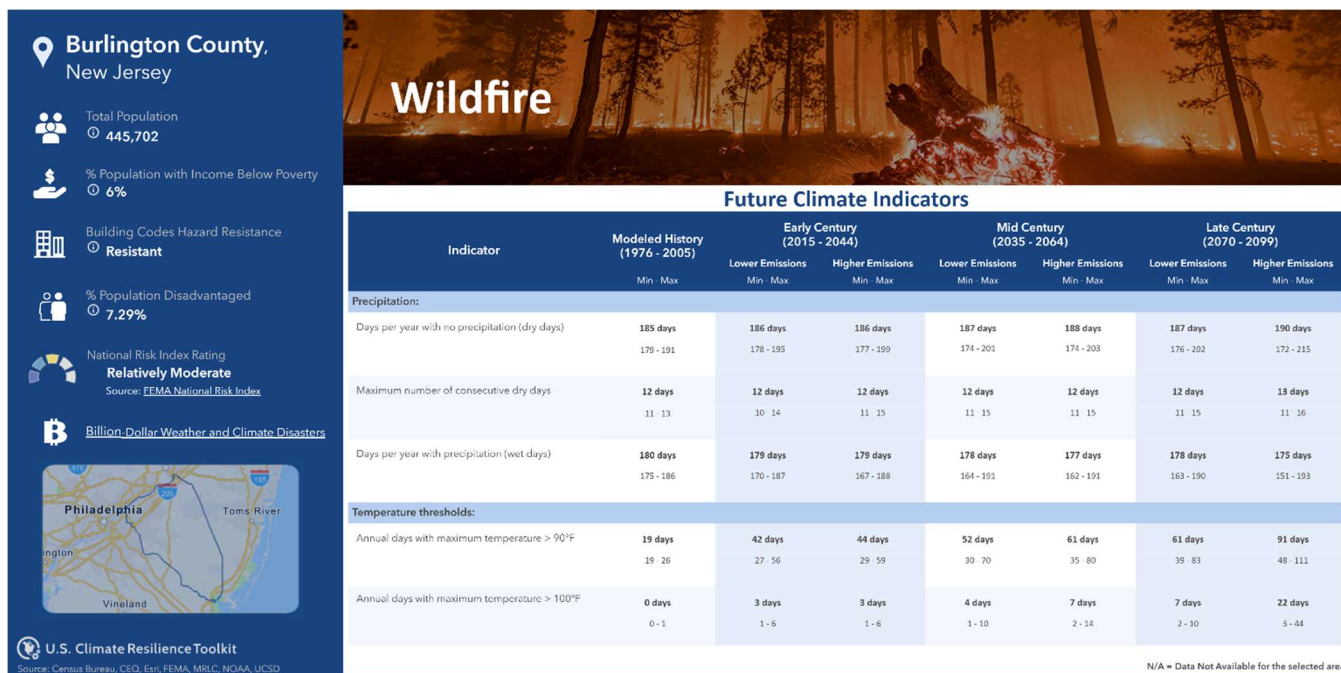 Burlington County,
New Jersey
Total Population
445,702
% Population with Income Below Poverty
6%
Building Codes Hazard Resistance
Resistant
% Population Disadvantaged
7.29%
National Risk Index Rating
Relatively Moderate
Source: FEMA National Risk Index
Billion-Dollar Weather and Climate Disasters
476
295
195
Philadelphia
Toms River
ington
Vineland
U.S. Climate Resilience Toolkit
Source: Census Bureau, CEQ, Esri, FEMA, MRLC, NOAA, UCSD
Wildfire
Future Climate Indicators
Indicator
Modeled History
(1976 - 2005)
Early Century
(2015 - 2044)
Mid Century
(2035 - 2064)
Late Century
(2070 - 2099)
Lower Emissions Higher Emissions Lower Emissions Higher Emissions Lower Emissions Higher Emissions
Min - Max Min - Max Min - Max Min - Max Min - Max Min - Max Min - Max
Precipitation:
Days per year with no precipitation (dry days) 185 days 186 days 186 days 187 days 188 days 187 days 190 days
179 - 191 178 - 195 177 - 199 174 - 201 174 - 203 176 - 202 172 - 215
Maximum number of consecutive dry days 12 days 12 days 12 days 12 days 12 days 12 days 13 days
11 - 13 10 - 14 11 - 15 11 - 15 11 - 15 11 - 15 11 - 16
Days per year with precipitation (wet days) 180 days 179 days 179 days 178 days 177 days 178 days 175 days
175 - 186 170 - 187 167 - 188 164 - 191 162 - 191 163 - 190 151 - 193
Temperature thresholds:
Annual days with maximum temperature > 90°F 19 days 42 days 44 days 52 days 61 days 61 days 91 days
19 - 26 27 - 56 29 - 59 30 - 70 35 - 80 39 - 83 48 - 111
Annual days with maximum temperature > 100°F 0 days 3 days 3 days 4 days 7 days 7 days 22 days
0 - 1 1 - 6 1 - 6 1 - 10 2 - 14 2 - 10 3 - 44
N/A = Data Not Available for the selected area